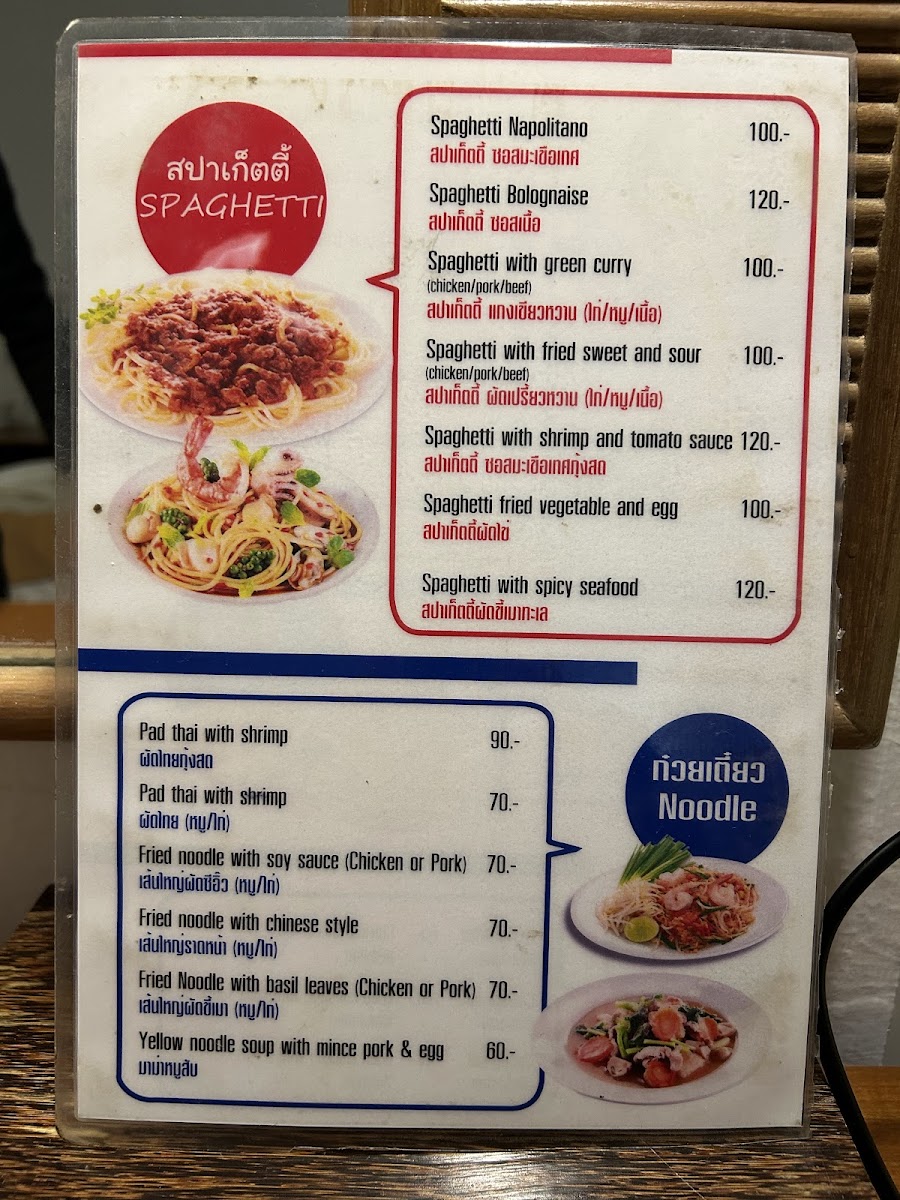 สปาเก็ตตี้
SPAGHETTI
Spaghetti Napolitano 100.-
สปาเก็ตตี้ ซอสมะเขือเทศ
Spaghetti Bolognaise 120.-
สปาเก็ตตี้ ซอสเนื้อ
Spaghetti with green curry 100.-
(chicken/pork/beef)
สปาเก็ตตี้ แกงเขียวหวาน (ไก่/หมู/เนื้อ)
Spaghetti with fried sweet and sour 100.-
(chicken/pork/beef)
สปาเก็ตตี้ ผัดเปรี้ยวหวาน (ไก่/หมู/เนื้อ)
Spaghetti with shrimp and tomato sauce 120.-
สปาเก็ตตี้ ซอสมะเขือเทศกุ้งสด
Spaghetti fried vegetable and egg 100.-
สปาเก็ตตี้ผัดไข่
Spaghetti with spicy seafood 120.-
สปาเก็ตตี้ผัดขี้เมาทะเล
Pad thai with shrimp 90.-
ผัดไทยกุ้งสด
Pad thai with shrimp 70.-
ผัดไทย (หมู/ไก่)
Fried noodle with soy sauce (Chicken or Pork) 70.-
เส้นใหญ่ผัดซีอิ๊ว (หมู/ไก่)
Fried noodle with chinese style 70.-
เส้นใหญ่ราดหน้า (หมู/ไก่)
Fried Noodle with basil leaves (Chicken or Pork) 70.-
เส้นใหญ่ผัดขี้เมา (หมู/ไก่)
Yellow noodle soup with mince pork & egg 60.-
มาม่าหมูสับ
ก๋วยเตี๋ยว
Noodle